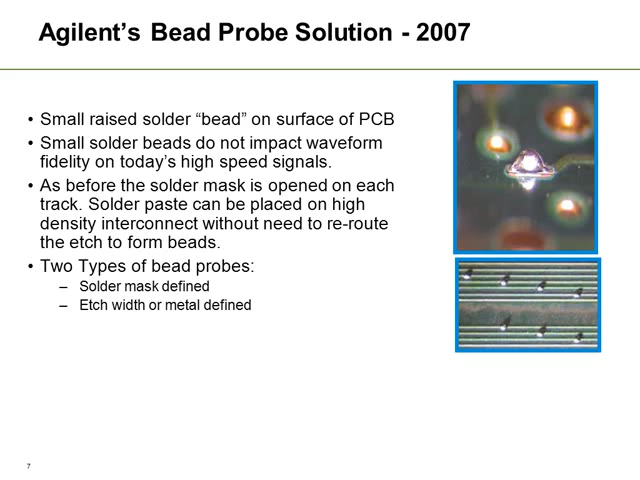 Agilent’s Bead Probe Solution - 2007
• Small raised solder “bead” on surface of PCB
• Small solder beads do not impact waveform
fidelity on today’s high speed signals.
• As before the solder mask is opened on each
track. Solder paste can be placed on high
density interconnect without need to re-route
the etch to form beads.
• Two Types of bead probes:
– Solder mask defined
– Etch width or metal defined
7